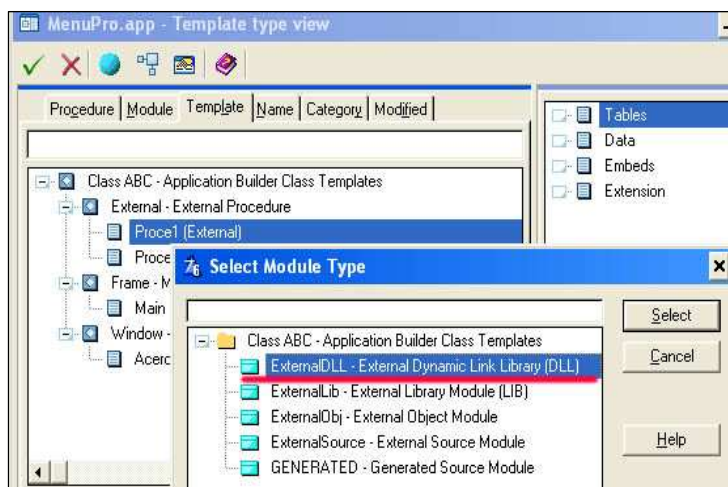 MenuPro.app - Template type view
Procedure Module Template Name Category Modified
Class ABC - Application Builder Class Templates
External - External Procedure
Proce1 (External)
Proce
Frame - M
Main
Window -
Acerc
Tables
Data
Embeds
Extension
Select Module Type
Class ABC - Application Builder Class Templates
ExternalDLL - External Dynamic Link Library (DLL)
ExternalLib - External Library Module (LIB)
ExternalObj - External Object Module
ExternalSource - External Source Module
GENERATED - Generated Source Module
Select
Cancel
Help